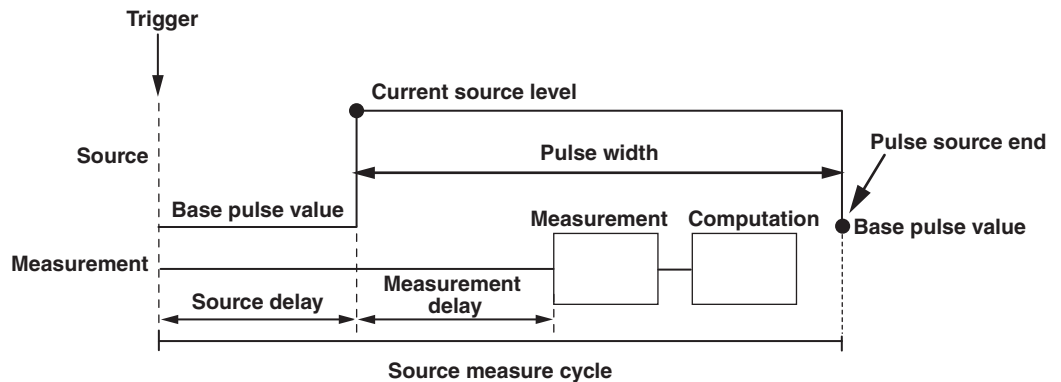 Trigger
Current source level
Source
Pulse width
Pulse source end
Base pulse value
Measurement
Computation
Base pulse value
Measurement
Source delay
Measurement
delay
Source measure cycle